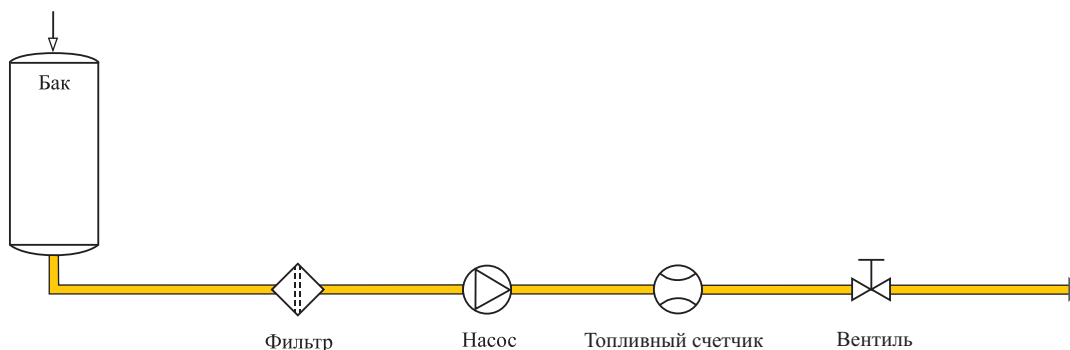 Бак
Фильтр
Насос
Топливный счетчик
Вентиль